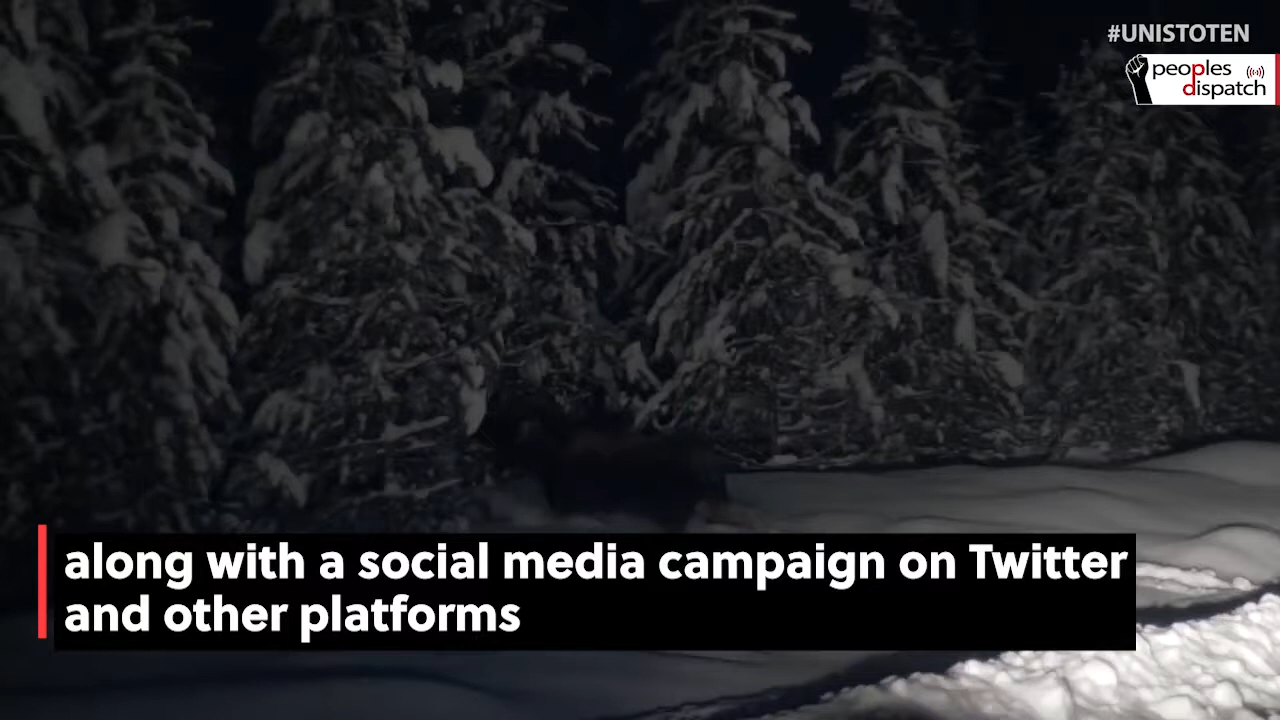 #UNISTOTEN
peoples
dispatch
along with a social media campaign on Twitter
and other platforms